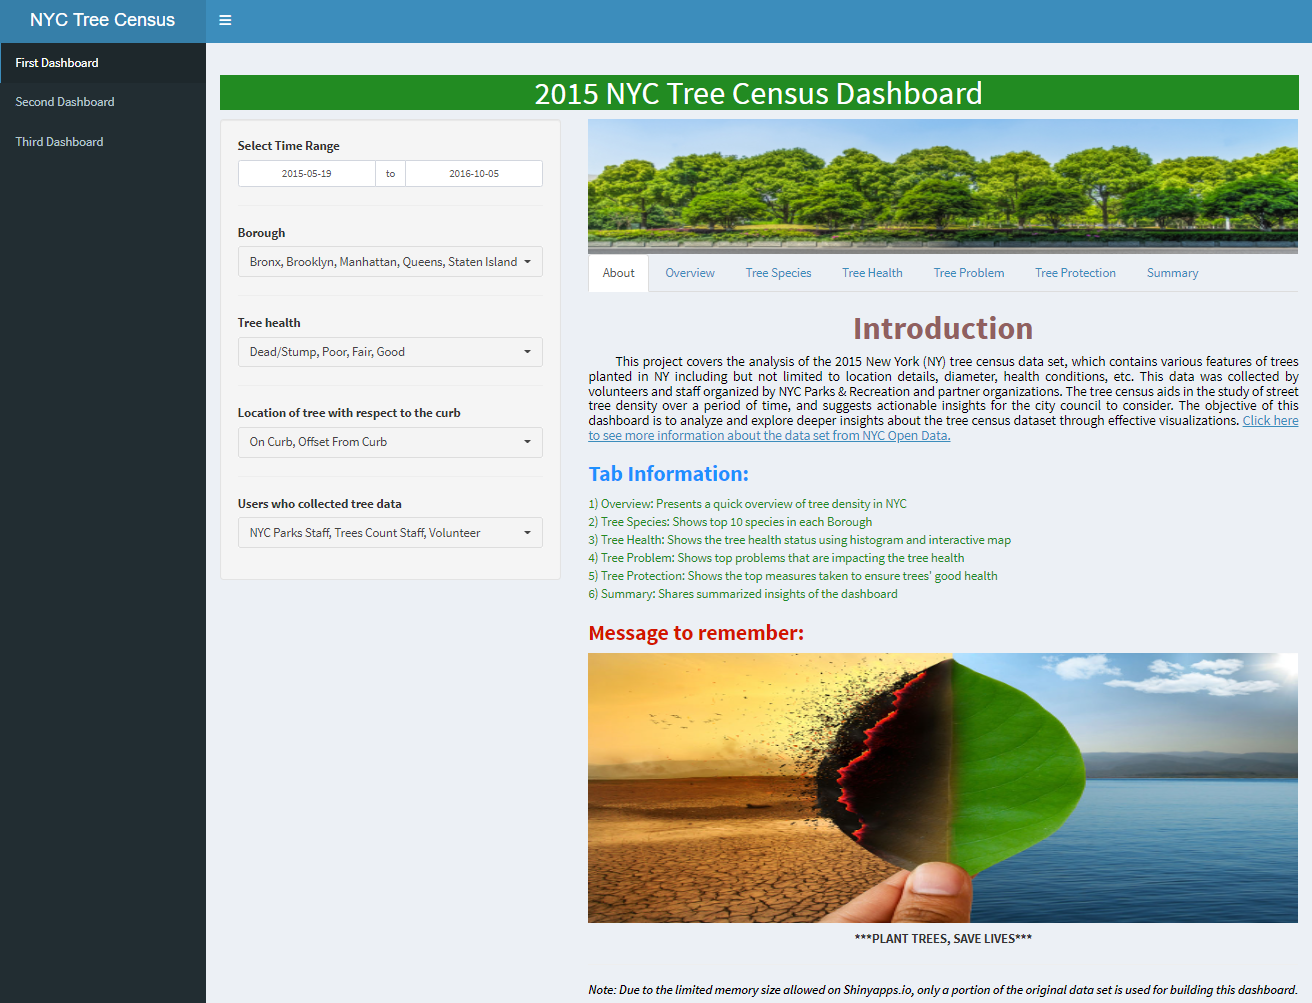 NYC Tree Census
First Dashboard
Second Dashboard
Third Dashboard
2015 NYC Tree Census Dashboard
Select Time Range
2015-05-19 to 2016-10-05
Borough
Bronx, Brooklyn, Manhattan, Queens, Staten Island
Tree health
Dead/Stump, Poor, Fair, Good
Location of tree with respect to the curb
On Curb, Offset From Curb
Users who collected tree data
NYC Parks Staff, Trees Count Staff, Volunteer
About Overview Tree Species Tree Health Tree Problem Tree Protection Summary
Introduction
This project covers the analysis of the 2015 New York (NY) tree census data set, which contains various features of trees
planted in NY including but not limited to location details, diameter, health conditions, etc. This data was collected by
volunteers and staff organized by NYC Parks & Recreation and partner organizations. The tree census aids in the study of street
tree density over a period of time, and suggests actionable insights for the city council to consider. The objective of this
dashboard is to analyze and explore deeper insights about the tree census dataset through effective visualizations. Click here
to see more information about the data set from NYC Open Data.
Tab Information:
1) Overview: Presents a quick overview of tree density in NYC
2) Tree Species: Shows top 10 species in each Borough
3) Tree Health: Shows the tree health status using histogram and interactive map
4) Tree Problem: Shows top problems that are impacting the tree health
5) Tree Protection: Shows the top measures taken to ensure trees' good health
6) Summary: Shares summarized insights of the dashboard
Message to remember:
***PLANT TREES, SAVE LIVES***
Note: Due to the limited memory size allowed on Shinyapps.io, only a portion of the original data set is used for building this dashboard.